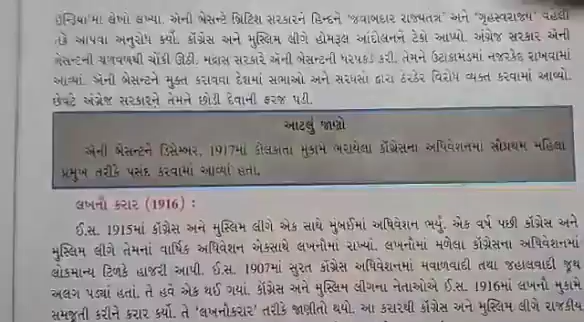 ઇન્ડિયા'માં લેખો લખ્યા. એની બેસન્ટે બ્રિટિશ સરકારને હિન્દને 'જવાબદાર રાજ્યતંત્ર' અને 'ગૃહસ્વરાજ્ય' વહેલી
તકે આપવા અનુરોધ કર્યો. કૉંગ્રેસ અને મુસ્લિમ લીગે હોમરૂલ આંદોલનને ટેકો આપ્યો. અંગ્રેજ સરકાર એની
બેસન્ટની ચળવળથી ચોંકી ઊઠી. મદ્રાસ સરકારે એની બેસન્ટની ધરપકડ કરી. તેમને ઉટાકામંડમાં નજરકેદ રાખવામાં
આવ્યાં. એની બેસન્ટને મુક્ત કરાવવા દેશમાં સભાઓ અને સરઘસો દ્વારા ઠેરઠેર વિરોધ વ્યક્ત કરવામાં આવ્યો.
છેવટે અંગ્રેજ સરકારને તેમને છોડી દેવાની ફરજ પડી.
આટલું જાણો
એની બેસન્ટને ડિસેમ્બર, 1917માં કોલકાતા મુકામે ભરાયેલા કૉંગ્રેસના અધિવેશનમાં સૌપ્રથમ મહિલા
પ્રમુખ તરીકે પસંદ કરવામાં આવ્યાં હતાં.
લખનૌ કરાર (1916) :
ઈ.સ. 1915માં કૉંગ્રેસ અને મુસ્લિમ લીગે એક સાથે મુંબઈમાં અધિવેશન ભર્યું. એક વર્ષ પછી કૉંગ્રેસ અને
મુસ્લિમ લીગે તેમનાં વાર્ષિક અધિવેશન એકસાથે લખનૌમાં રાખ્યાં. લખનૌમાં મળેલા કૉંગ્રેસના અધિવેશનમાં
લોકમાન્ય ટિળકે હાજરી આપી. ઈ.સ. 1907માં સુરત કૉંગ્રેસ અધિવેશનમાં મવાળવાદી તથા જહાલવાદી જૂથ
અલગ પડ્યાં હતાં. તે હવે એક થઈ ગયાં. કૉંગ્રેસ અને મુસ્લિમ લીગના નેતાઓએ ઈ.સ. 1916માં લખનૌ મુકામે
સમજૂતી કરીને કરાર કર્યો. તે 'લખનૌકરાર' તરીકે જાણીતો થયો. આ કરારથી કૉંગ્રેસ અને મુસ્લિમ લીગે રાજકીય